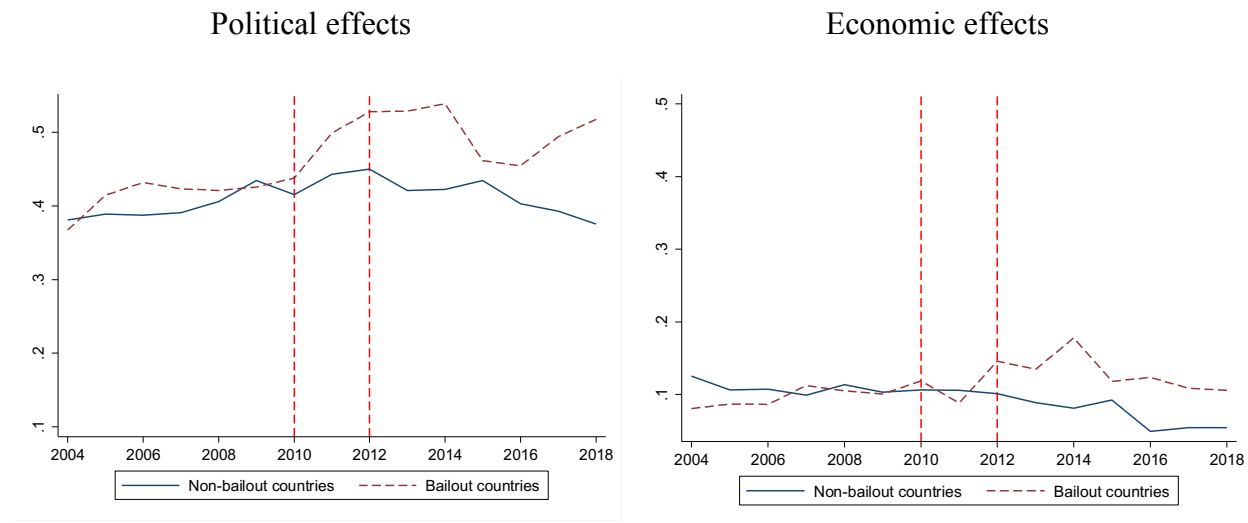 Political effects
Economic effects
.5
.4
.3
.2
.1
2004 2006 2008 2010 2012 2014 2016 2018
Non-bailout countries Bailout countries
.5
.4
.3
.2
.1
2004 2006 2008 2010 2012 2014 2016 2018
Non-bailout countries Bailout countries